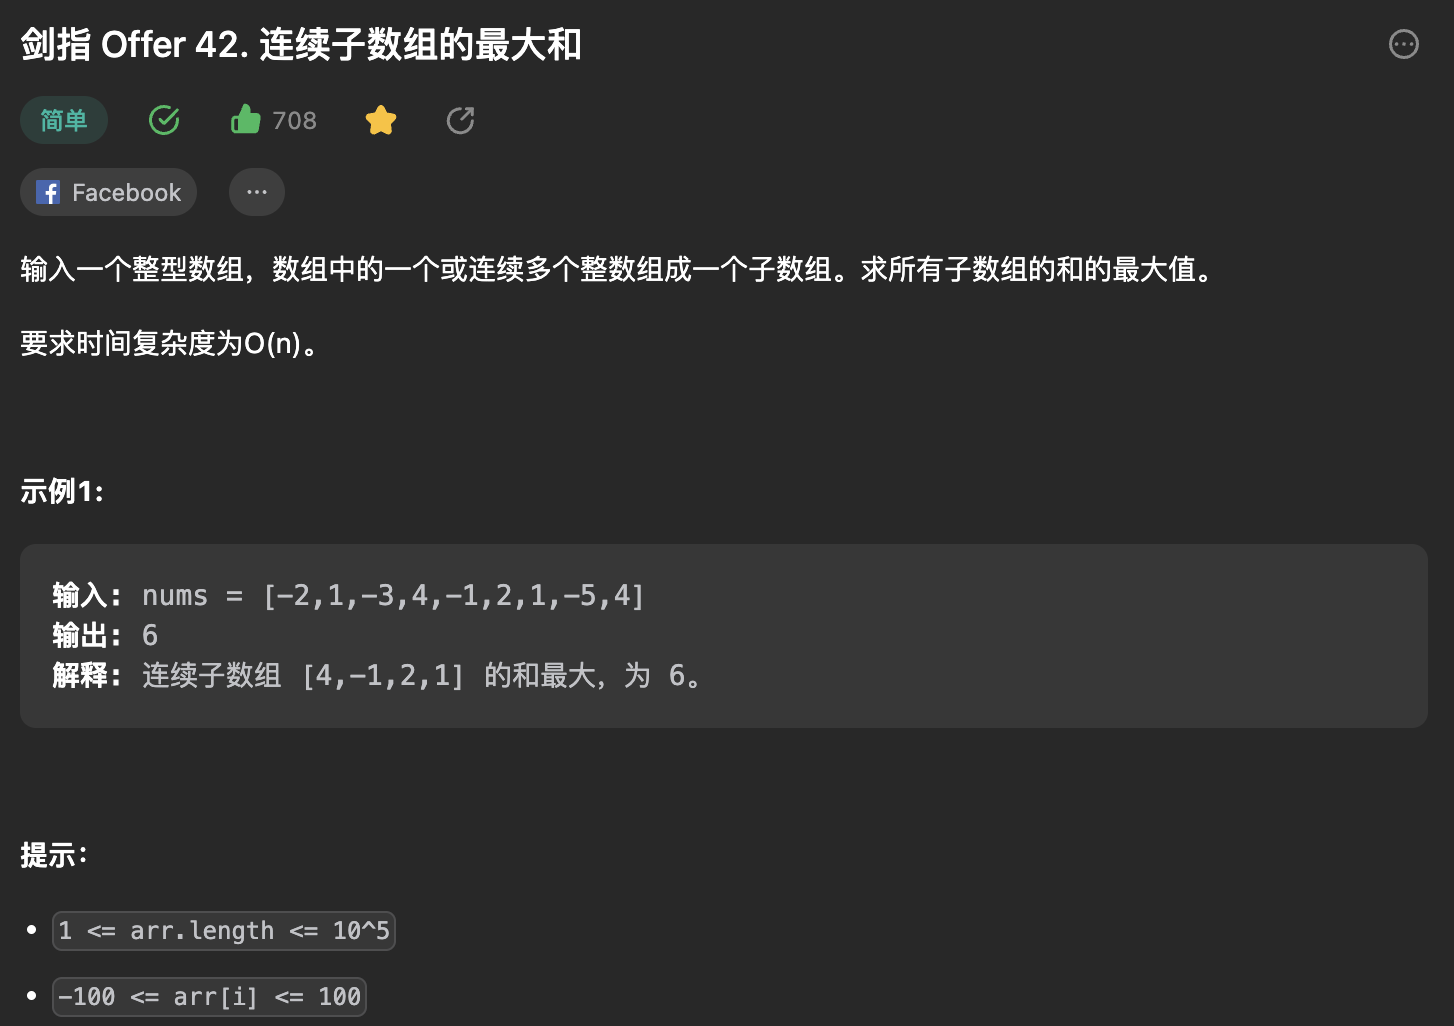 剑指 Offer 42. 连续子数组的最大和
简单
708
Facebook
输入一个整型数组，数组中的一个或连续多个整数组成一个子数组。求所有子数组的和的最大值。
要求时间复杂度为O(n)。
示例1:
输入: nums = [-2,1,-3,4,-1,2,1,-5,4]
输出: 6
解释: 连续子数组 [4,-1,2,1] 的和最大，为 6。
提示：
1 <= arr.length <= 10^5
-100 <= arr[i] <= 100